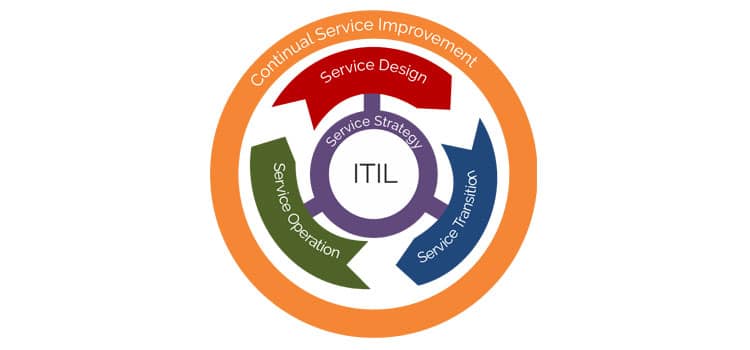 Continual Service Improvement
Service Design
Service Strategy
ITIL
Service Transition
Service Operation